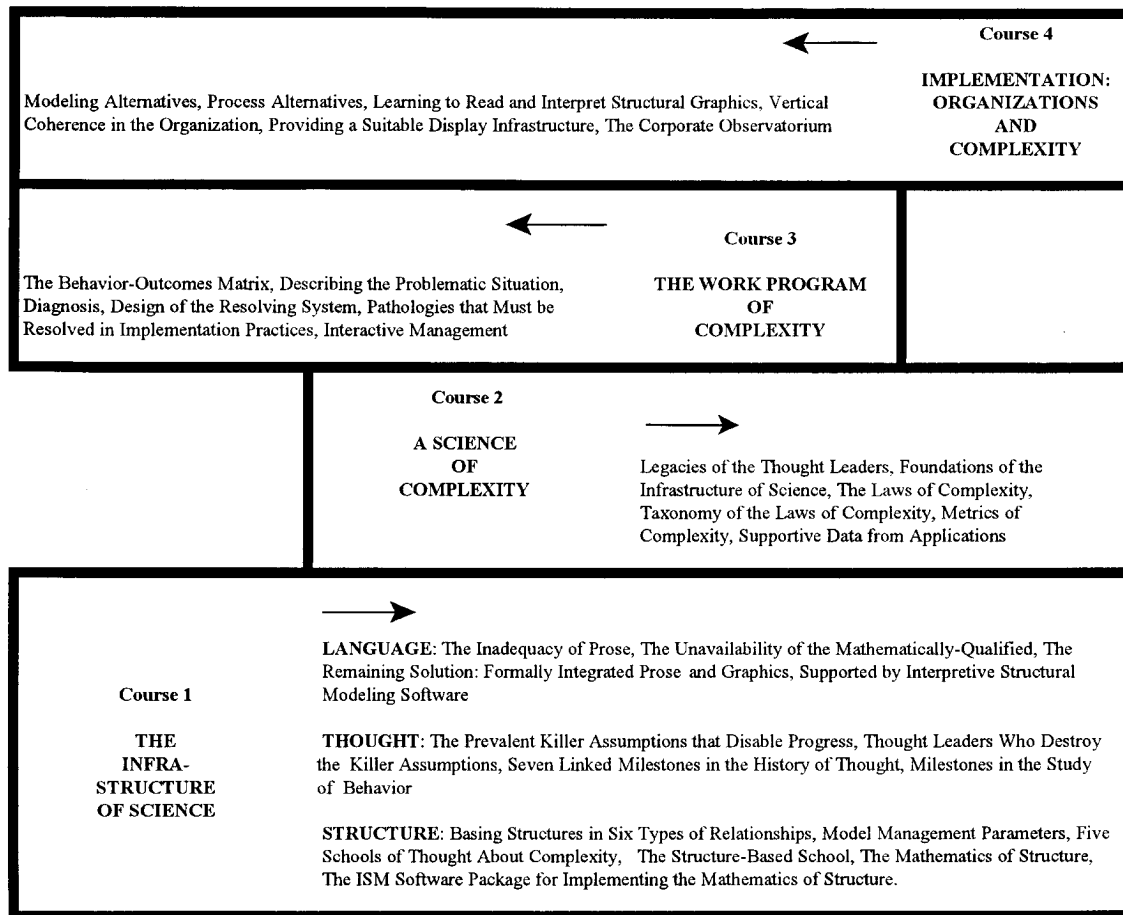 Course 4
IMPLEMENTATION:
ORGANIZATIONS
AND
COMPLEXITY
Modeling Alternatives, Process Alternatives, Learning to Read and Interpret Structural Graphics, Vertical
Coherence in the Organization, Providing a Suitable Display Infrastructure, The Corporate Observatorium
Course 3
THE WORK PROGRAM
OF
COMPLEXITY
The Behavior-Outcomes Matrix, Describing the Problematic Situation,
Diagnosis, Design of the Resolving System, Pathologies that Must be
Resolved in Implementation Practices, Interactive Management
Course 2
A SCIENCE
OF
COMPLEXITY
Legacies of the Thought Leaders, Foundations of the
Infrastructure of Science, The Laws of Complexity,
Taxonomy of the Laws of Complexity, Metrics of
Complexity, Supportive Data from Applications
Course 1
THE
INFRA-
STRUCTURE
OF SCIENCE
LANGUAGE: The Inadequacy of Prose, The Unavailability of the Mathematically-Qualified, The
Remaining Solution: Formally Integrated Prose and Graphics, Supported by Interpretive Structural
Modeling Software
THOUGHT: The Prevalent Killer Assumptions that Disable Progress, Thought Leaders Who Destroy
the Killer Assumptions, Seven Linked Milestones in the History of Thought, Milestones in the Study
of Behavior
STRUCTURE: Basing Structures in Six Types of Relationships, Model Management Parameters, Five
Schools of Thought About Complexity, The Structure-Based School, The Mathematics of Structure,
The ISM Software Package for Implementing the Mathematics of Structure.